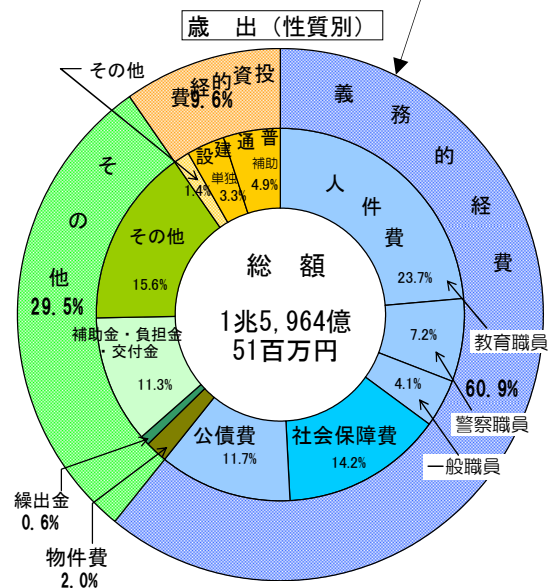 歳 出（性質別）
その他
投資的経費
9.6%
義務的経費
60.9%
その他
29.5%
普通建設
補助
4.9%
単独
3.3%
1.4%
人件費
23.7%
教育職員
7.2%
警察職員
4.1%
一般職員
社会保障費
14.2%
公債費
11.7%
物件費
2.0%
繰出金
0.6%
補助金・負担金
・交付金
11.3%
その他
15.6%
総 額
1兆5,964億
51百万円